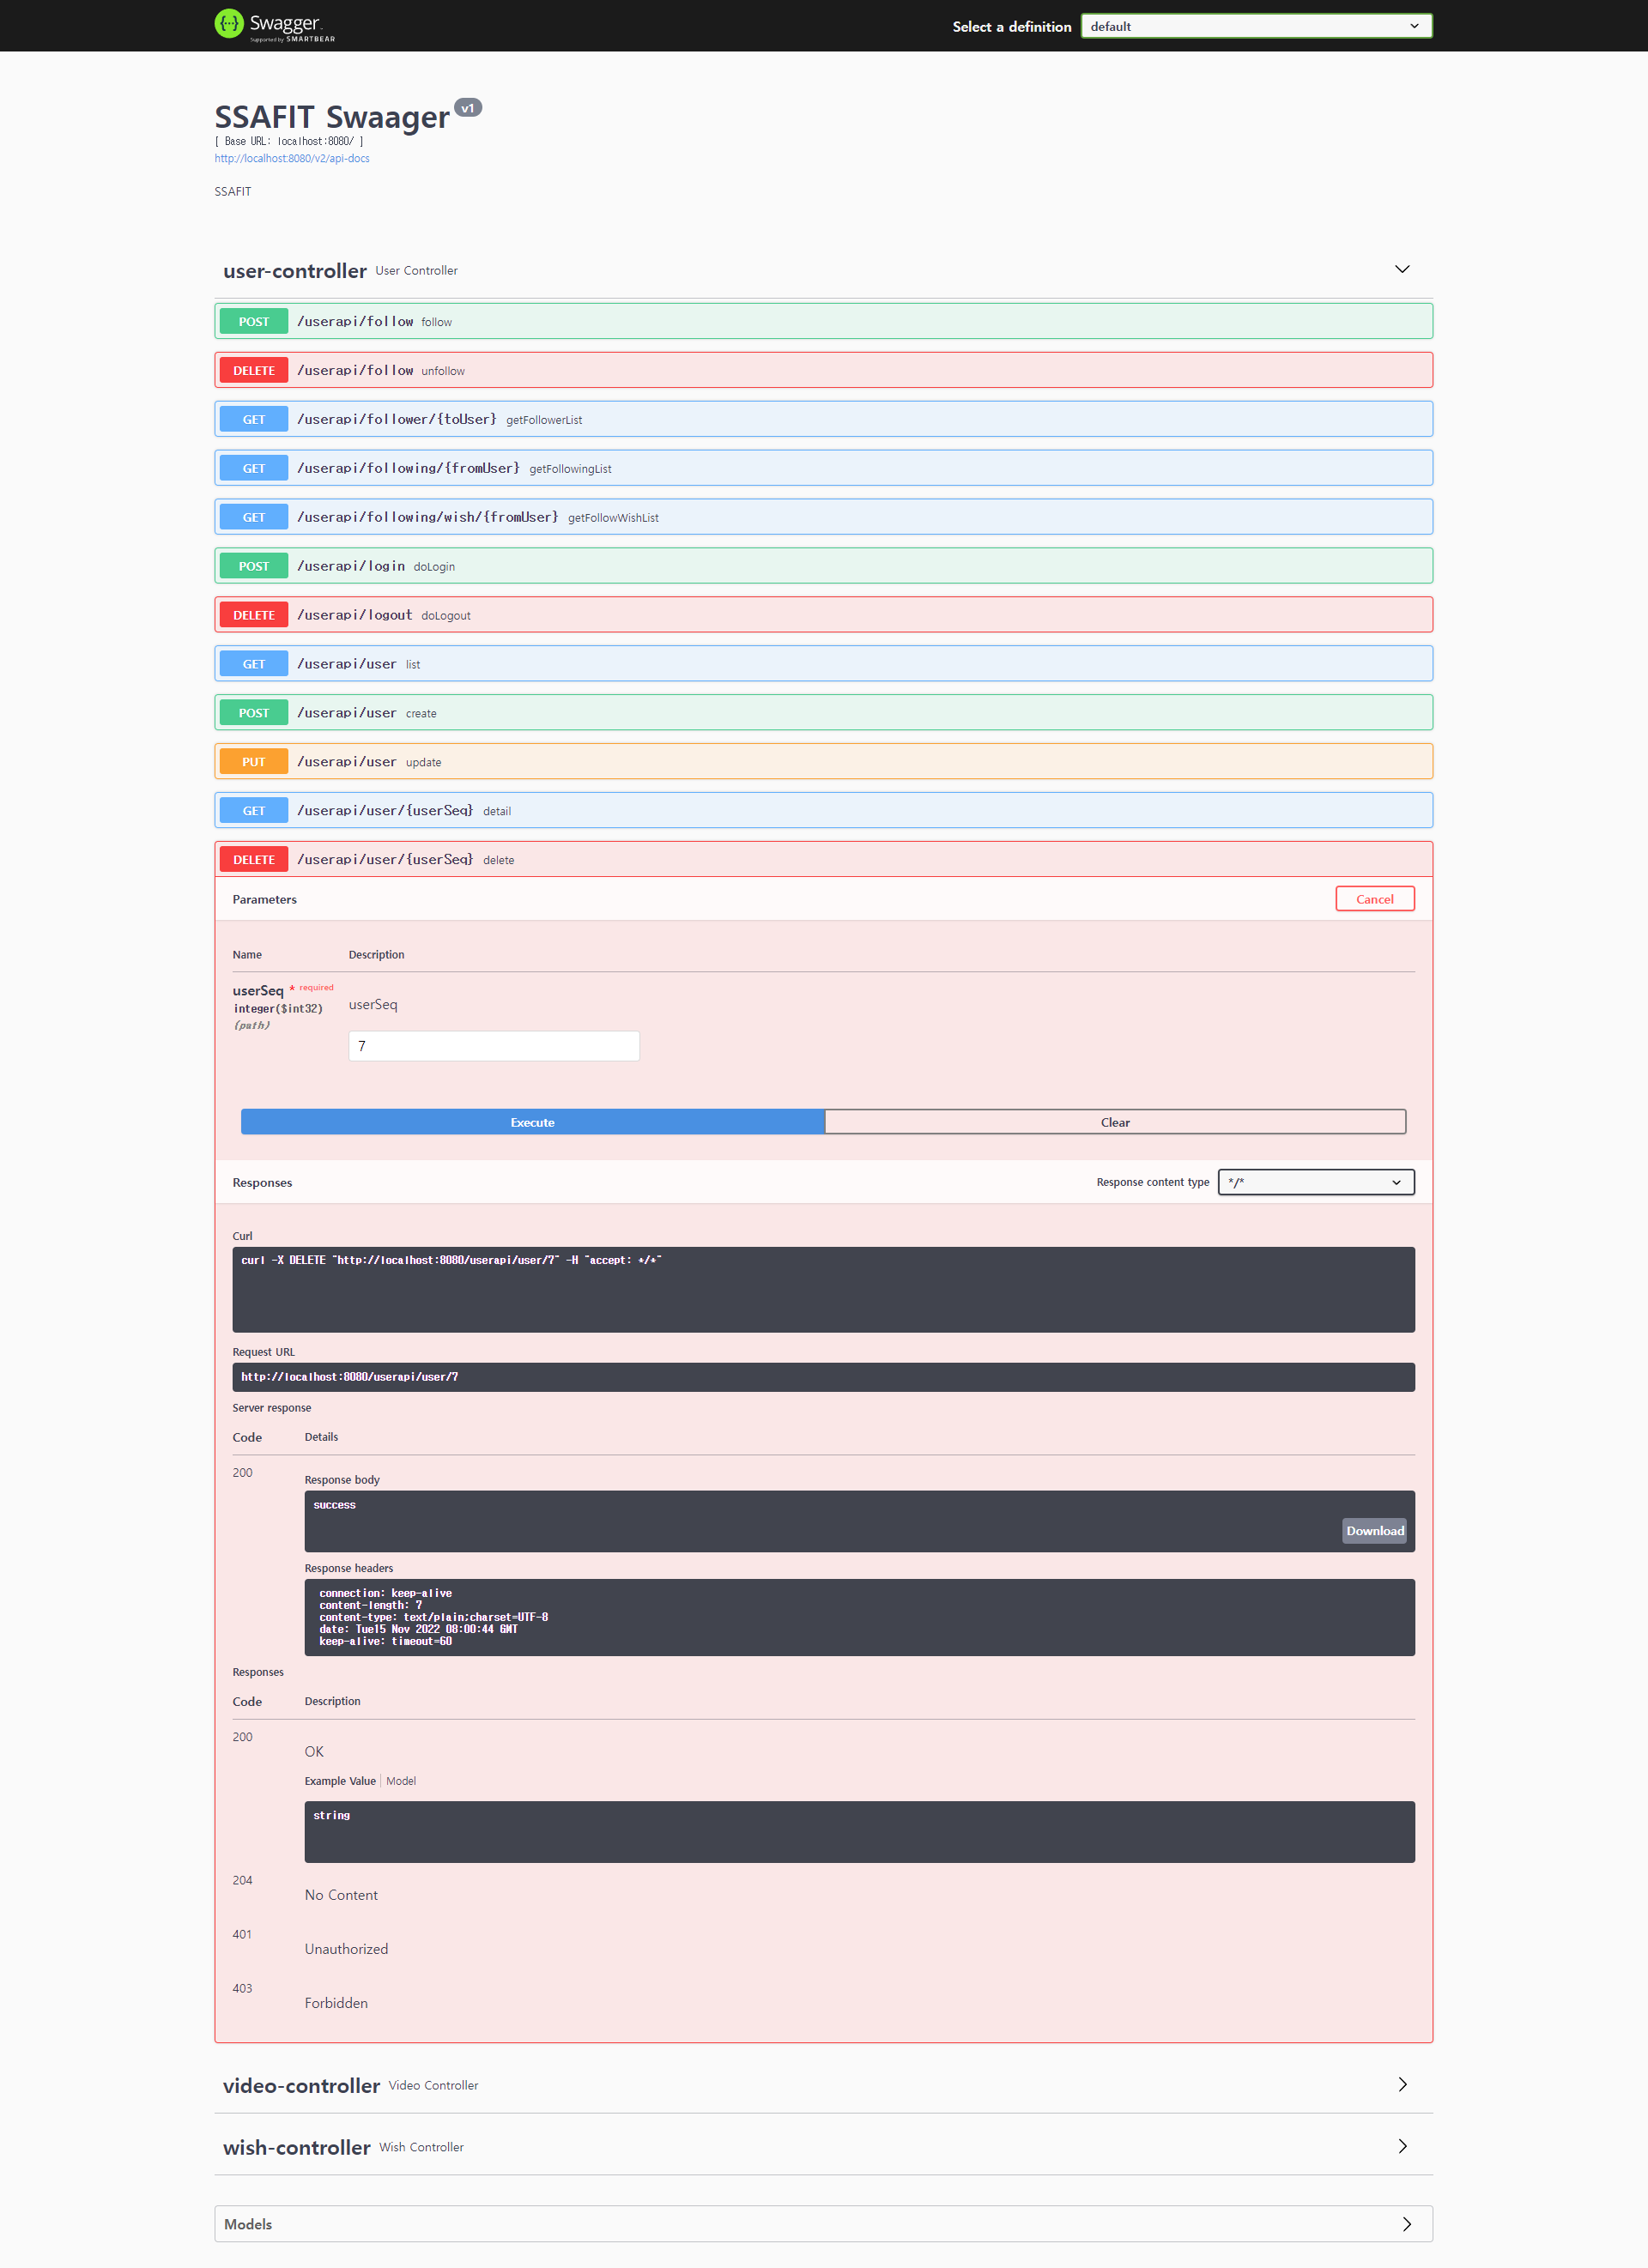 Swagger
Supported by SMARTBEAR
Select a definition
default
SSAFIT Swaager v1
[ Base URL: localhost:8080/ ]
http://localhost:8080/v2/api-docs
SSAFIT
user-controller User Controller
POST /userapi/follow follow
DELETE /userapi/follow unfollow
GET /userapi/follower/{toUser} getFollowerList
GET /userapi/following/{fromUser} getFollowingList
GET /userapi/following/wish/{fromUser} getFollowWishList
POST /userapi/login doLogin
DELETE /userapi/logout doLogout
GET /userapi/user list
POST /userapi/user create
PUT /userapi/user update
GET /userapi/user/{userSeq} detail
DELETE /userapi/user/{userSeq} delete
Parameters
Cancel
Name Description
userSeq * required
integer($int32)
(path)
userSeq
7
Execute
Clear
Responses
Response content type
*/*
Curl
curl -X DELETE "http://localhost:8080/userapi/user/7" -H "accept: */*"
Request URL
http://localhost:8080/userapi/user/7
Server response
Code Details
200
Response body
success
Download
Response headers
connection: keep-alive
content-length: 7
content-type: text/plain;charset=UTF-8
date: Tue15 Nov 2022 08:00:44 GMT
keep-alive: timeout=60
Responses
Code Description
200
OK
Example Value Model
string
204
No Content
401
Unauthorized
403
Forbidden
video-controller Video Controller
wish-controller Wish Controller
Models